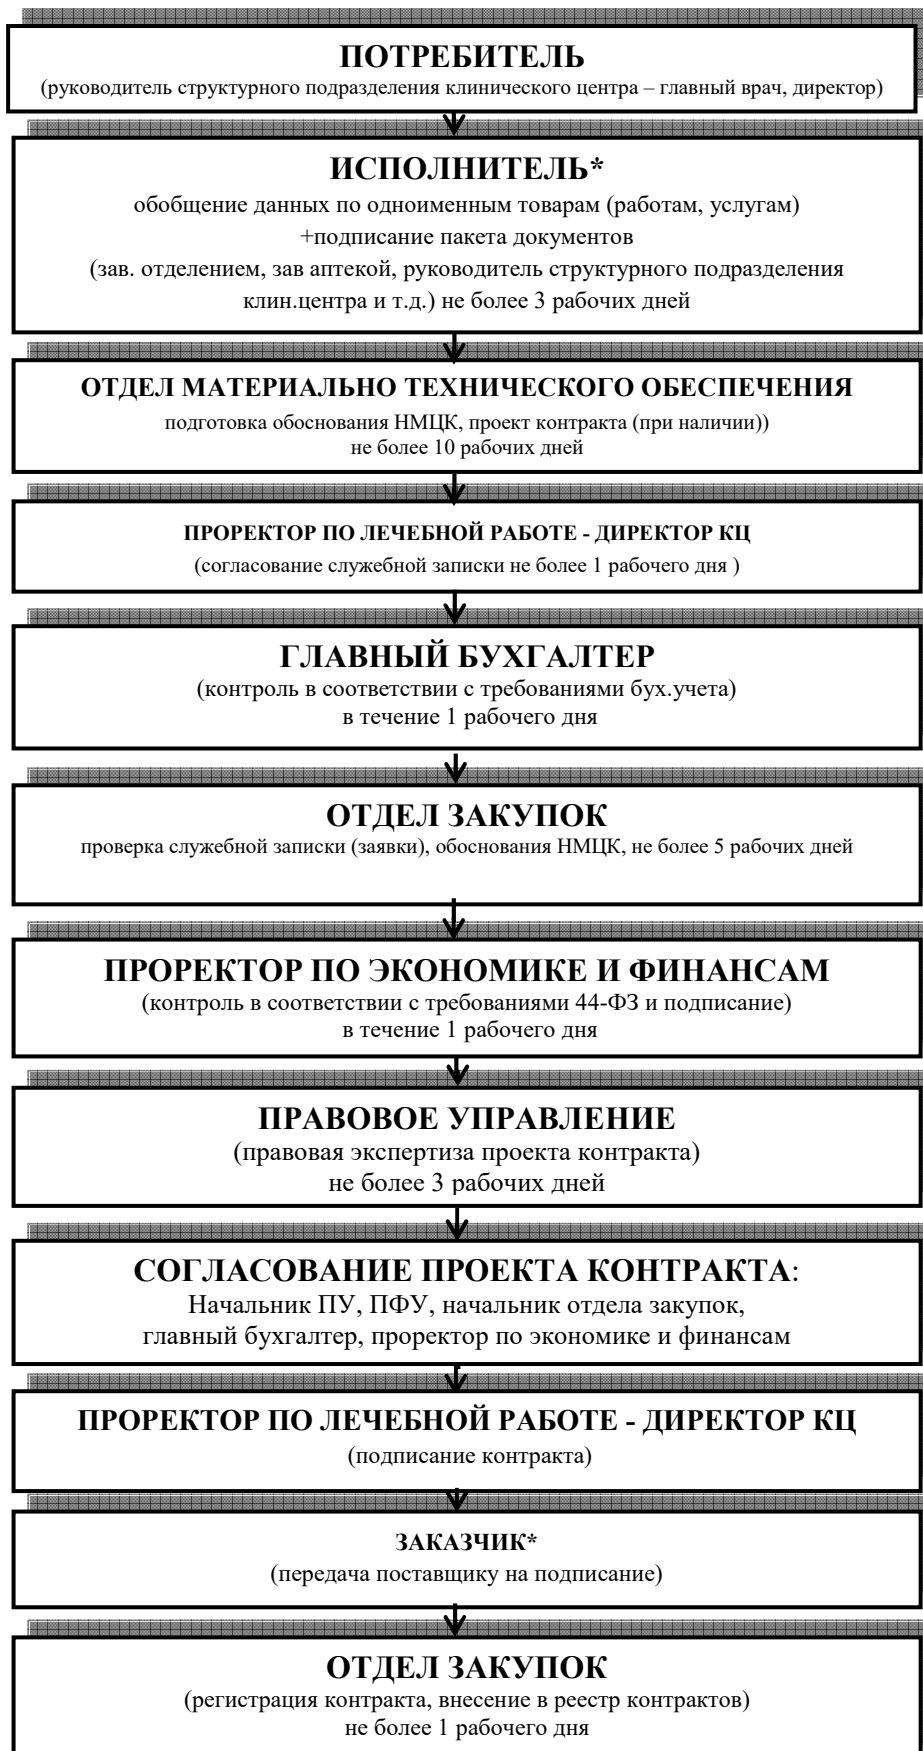 ПОТРЕБИТЕЛЬ
(руководитель структурного подразделения клинического центра – главный врач, директор)
ИСПОЛНИТЕЛЬ*
обобщение данных по одноименным товарам (работам, услугам)
+подписание пакета документов
(зав. отделением, зав аптекой, руководитель структурного подразделения
клин.центра и т.д.) не более 3 рабочих дней
ОТДЕЛ МАТЕРИАЛЬНО ТЕХНИЧЕСКОГО ОБЕСПЕЧЕНИЯ
подготовка обоснования НМЦК, проект контракта (при наличии))
не более 10 рабочих дней
ПРОРЕКТОР ПО ЛЕЧЕБНОЙ РАБОТЕ - ДИРЕКТОР КЦ
(согласование служебной записки не более 1 рабочего дня )
ГЛАВНЫЙ БУХГАЛТЕР
(контроль в соответствии с требованиями бух.учета)
в течение 1 рабочего дня
ОТДЕЛ ЗАКУПОК
проверка служебной записки (заявки), обоснования НМЦК, не более 5 рабочих дней
ПРОРЕКТОР ПО ЭКОНОМИКЕ И ФИНАНСАМ
(контроль в соответствии с требованиями 44-ФЗ и подписание)
в течение 1 рабочего дня
ПРАВОВОЕ УПРАВЛЕНИЕ
(правовая экспертиза проекта контракта)
не более 3 рабочих дней
СОГЛАСОВАНИЕ ПРОЕКТА КОНТРАКТА:
Начальник ПУ, ПФУ, начальник отдела закупок,
главный бухгалтер, проректор по экономике и финансам
ПРОРЕКТОР ПО ЛЕЧЕБНОЙ РАБОТЕ - ДИРЕКТОР КЦ
(подписание контракта)
ЗАКАЗЧИК*
(передача поставщику на подписание)
ОТДЕЛ ЗАКУПОК
(регистрация контракта, внесение в реестр контрактов)
не более 1 рабочего дня